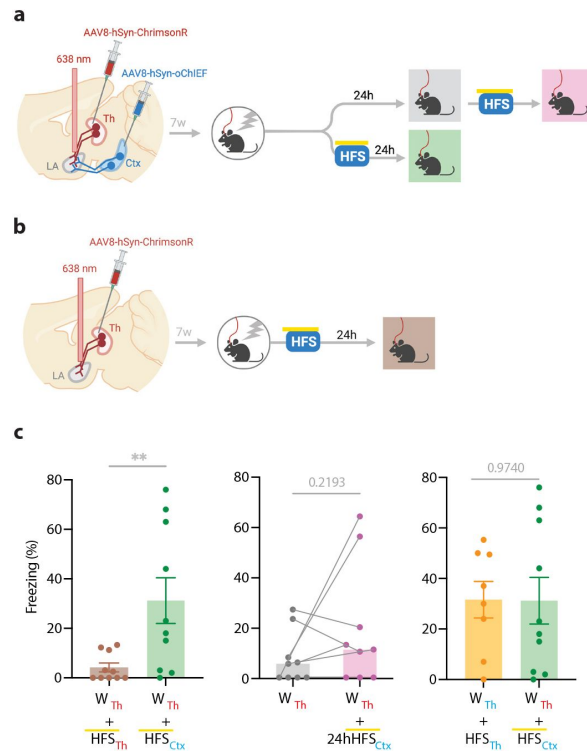 a
AAV8-hSyn-ChrimsonR
638 nm
AAV8-hSyn-oChIEF
Th
LA
Ctx
7w
24h
HFS
HFS
24h
b
AAV8-hSyn-ChrimsonR
638 nm
Th
LA
7w
HFS
24h
c
Freezing (%)
80
60
40
20
0
**
W Th
+
HFS Th
W Th
+
HFS Ctx
80
60
40
20
0
0.2193
W Th
W Th
+
24hHFS Ctx
80
60
40
20
0
0.9740
W Th
+
HFS Th
W Th
+
HFS Ctx